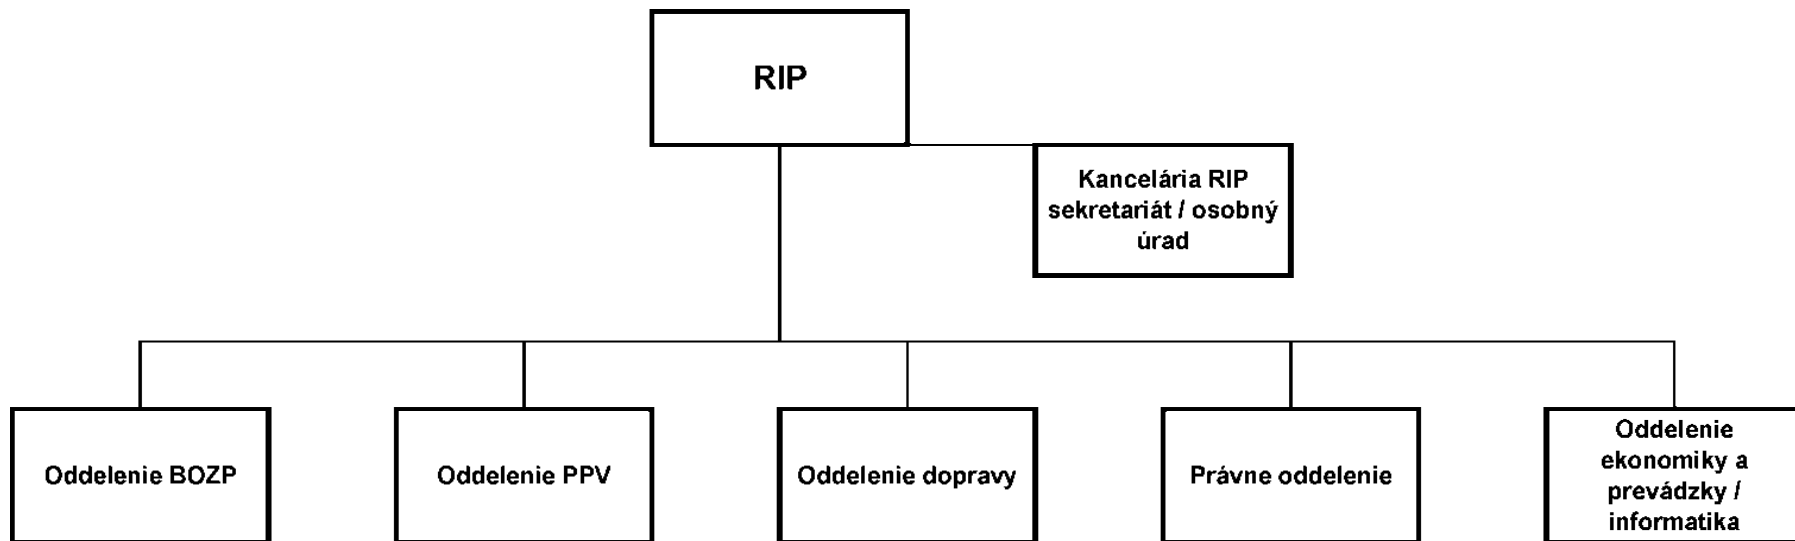 RIP
Kancelária RIP
sekretariát / osobný
úrad
Oddelenie BOZP
Oddelenie PPV
Oddelenie dopravy
Právne oddelenie
Oddelenie
ekonomiky a
prevádzky /
informatika